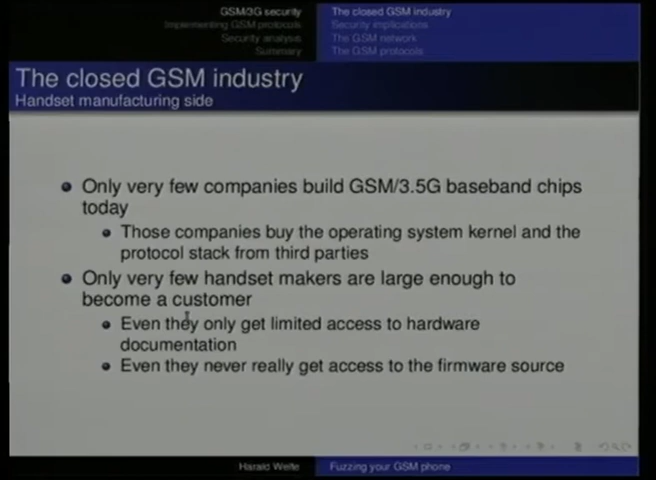 GSM/3G security
The closed GSM industry
Implementing GSM protocols
Security implications
Security analysis
The GSM network
Summary
The GSM protocols
The closed GSM industry
Handset manufacturing side
Only very few companies build GSM/3.5G baseband chips
today
Those companies buy the operating system kernel and the
protocol stack from third parties
Only very few handset makers are large enough to
become a customer
Even they only get limited access to hardware
documentation
Even they never really get access to the firmware source
Harald Welte
Fuzzing your GSM phone